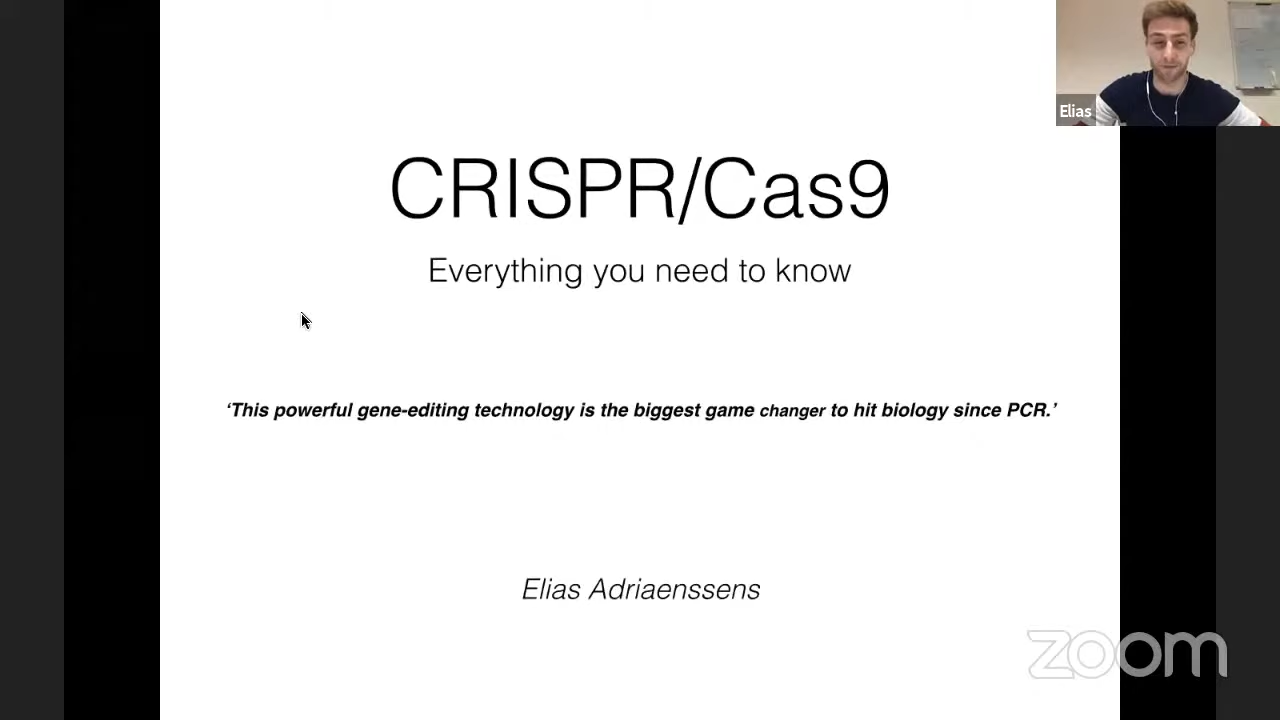 CRISPR/Cas9
Everything you need to know
‘This powerful gene-editing technology is the biggest game changer to hit biology since PCR.’
Elias Adriaenssens
Elias
zoom